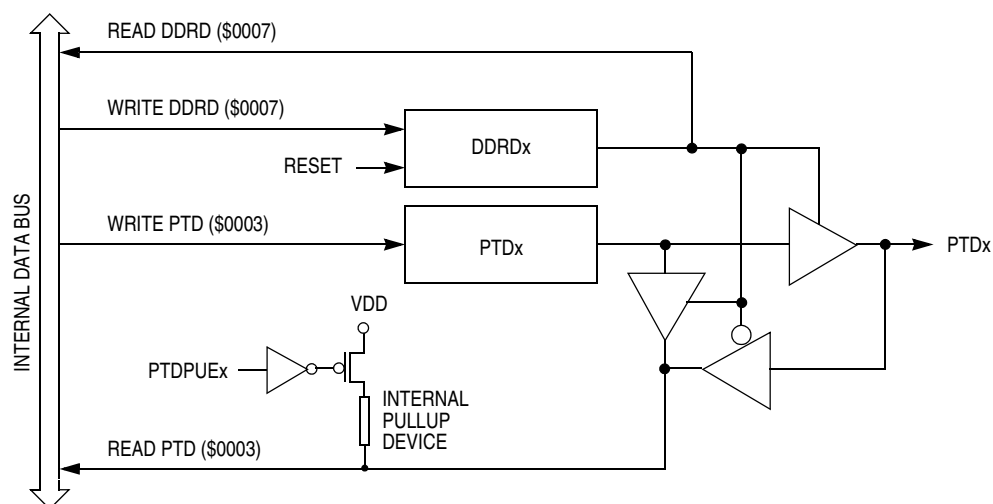 READ DDRD ($0007)
WRITE DDRD ($0007)
DDRDx
RESET
WRITE PTD ($0003)
PTDx
PTDx
INTERNAL DATA BUS
VDD
PTDPUEx
INTERNAL
PULLUP
DEVICE
READ PTD ($0003)